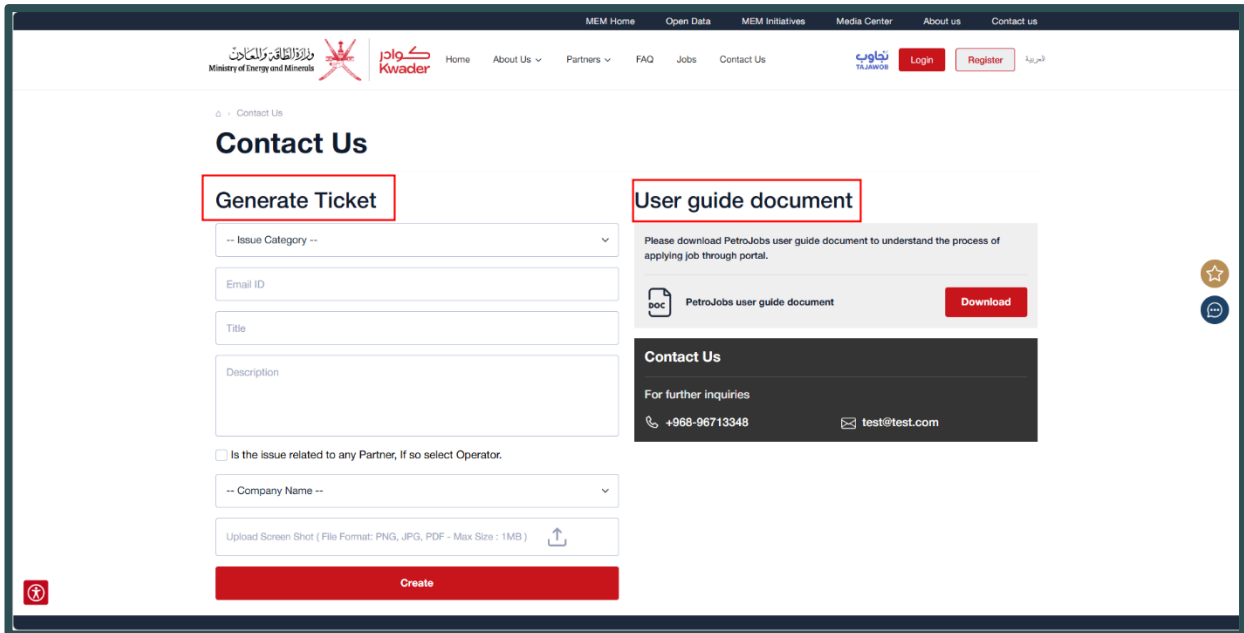 MEM Home Open Data MEM Initiatives Media Center About us Contact us
وزارة الطاقة والمعادن
Ministry of Energy and Minerals
كوادر
Kwader
Home About Us Partners FAQ Jobs Contact Us
تجاوب
TAJAWOB
Login Register العربية
Contact Us
Contact Us
Generate Ticket
-- Issue Category --
Email ID
Title
Description
Is the issue related to any Partner, If so select Operator.
-- Company Name --
Upload Screen Shot ( File Format: PNG, JPG, PDF - Max Size : 1MB )
Create
User guide document
Please download PetroJobs user guide document to understand the process of
applying job through portal.
DOC PetroJobs user guide document Download
Contact Us
For further inquiries
+968-96713348 test@test.com